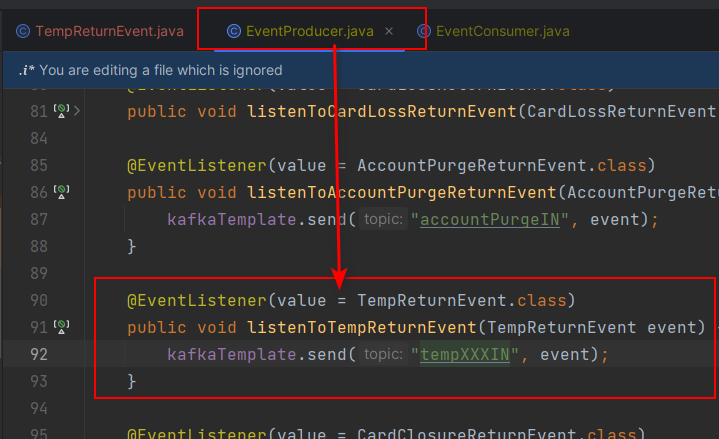 TempReturnEvent.java EventProducer.java × EventConsumer.java
.i* You are editing a file which is ignored
81 public void listenToCardLossReturnEvent(CardLossReturnEvent
84
85 @EventListener(value = AccountPurgeReturnEvent.class)
86 public void listenToAccountPurgeReturnEvent(AccountPurgeRetu
87 kafkaTemplate.send( topic: "accountPurgeIN", event);
88 }
89
90 @EventListener(value = TempReturnEvent.class)
91 public void listenToTempReturnEvent(TempReturnEvent event) {
92 kafkaTemplate.send( topic: "tempXXXIN", event);
93 }
94
95 @EventListener(value = CardClosureReturnEvent.class)